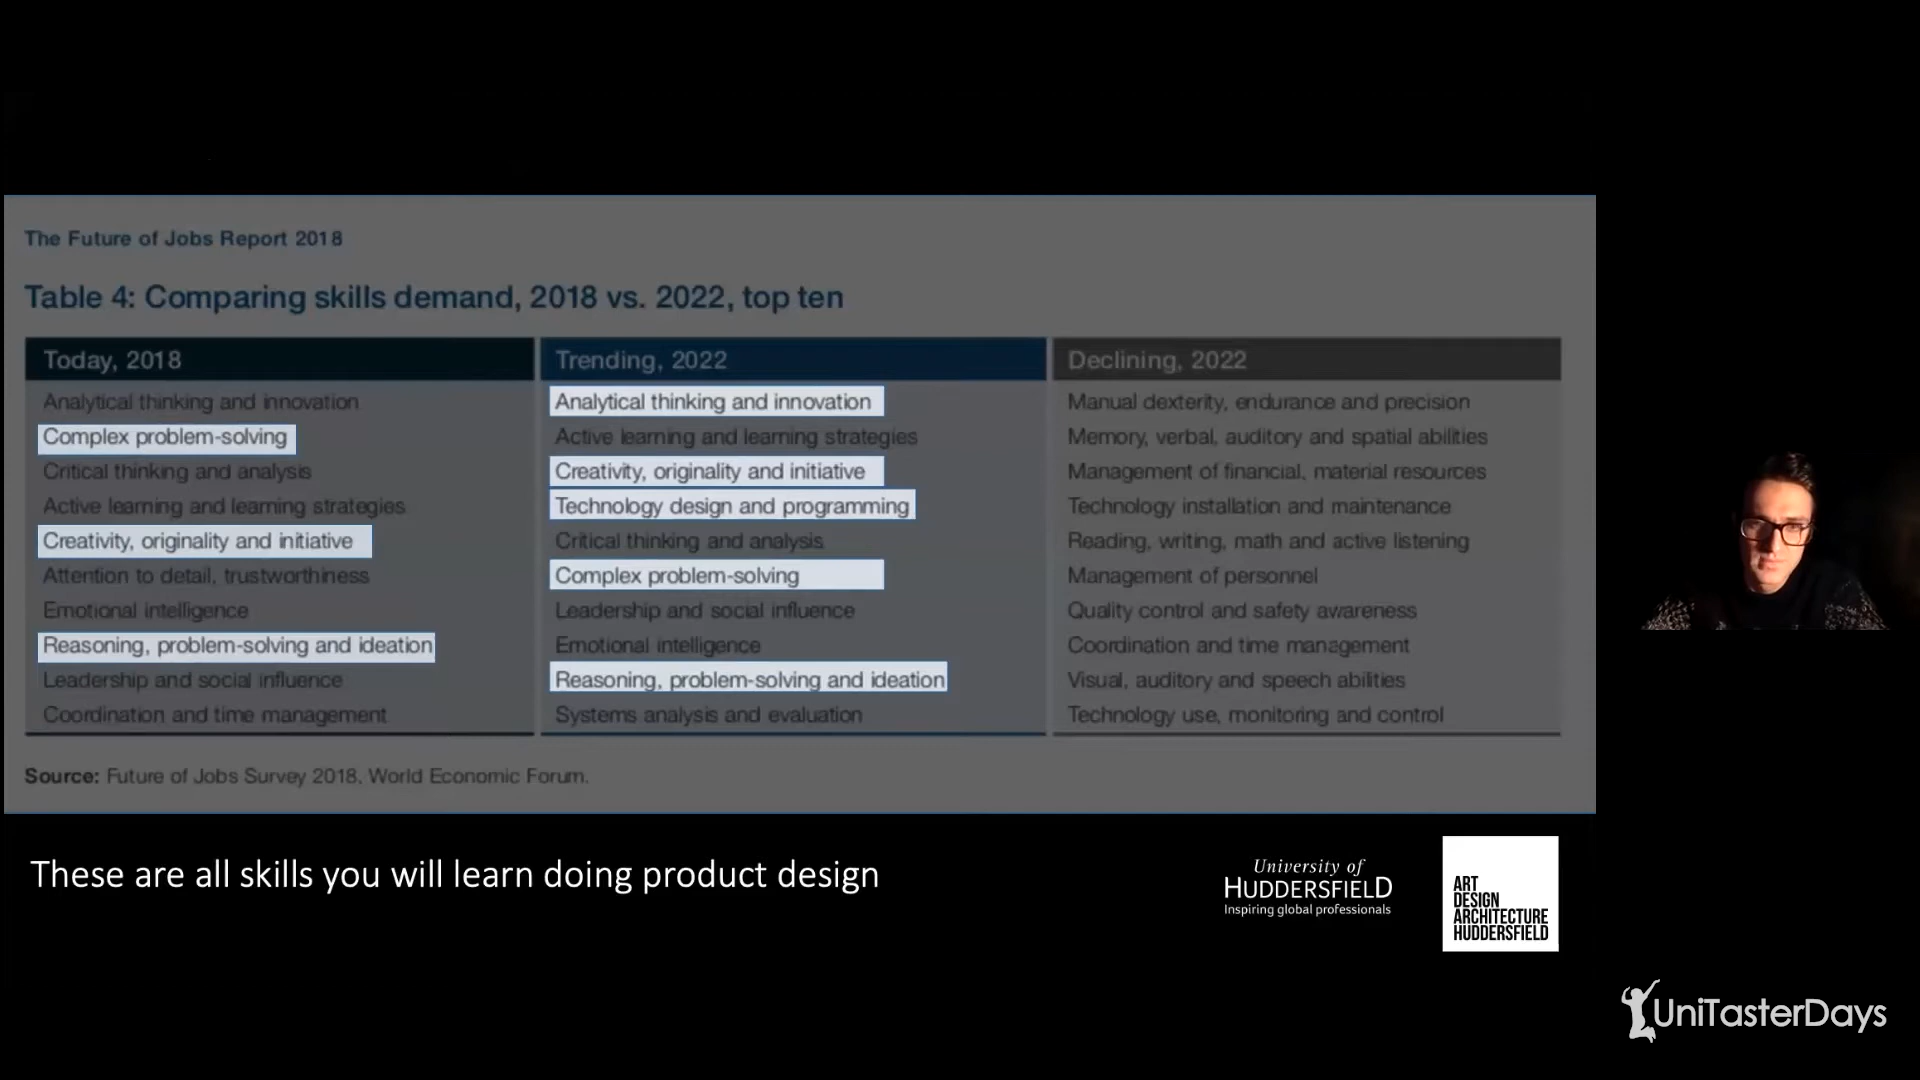 The Future of Jobs Report 2018
Table 4: Comparing skills demand, 2018 vs. 2022, top ten
Today, 2018
Analytical thinking and innovation
Complex problem-solving
Critical thinking and analysis
Active learning and learning strategies
Creativity, originality and initiative
Attention to detail, trustworthiness
Emotional intelligence
Reasoning, problem-solving and ideation
Leadership and social influence
Coordination and time management
Trending, 2022
Analytical thinking and innovation
Active learning and learning strategies
Creativity, originality and initiative
Technology design and programming
Critical thinking and analysis
Complex problem-solving
Leadership and social influence
Emotional intelligence
Reasoning, problem-solving and ideation
Systems analysis and evaluation
Declining, 2022
Manual dexterity, endurance and precision
Memory, verbal, auditory and spatial abilities
Management of financial, material resources
Technology installation and maintenance
Reading, writing, math and active listening
Management of personnel
Quality control and safety awareness
Coordination and time management
Visual, auditory and speech abilities
Technology use, monitoring and control
Source: Future of Jobs Survey 2018, World Economic Forum.
These are all skills you will learn doing product design
University of
HUDDERSFIELD
Inspiring global professionals
ART
DESIGN
ARCHITECTURE
HUDDERSFIELD
UniTasterDays